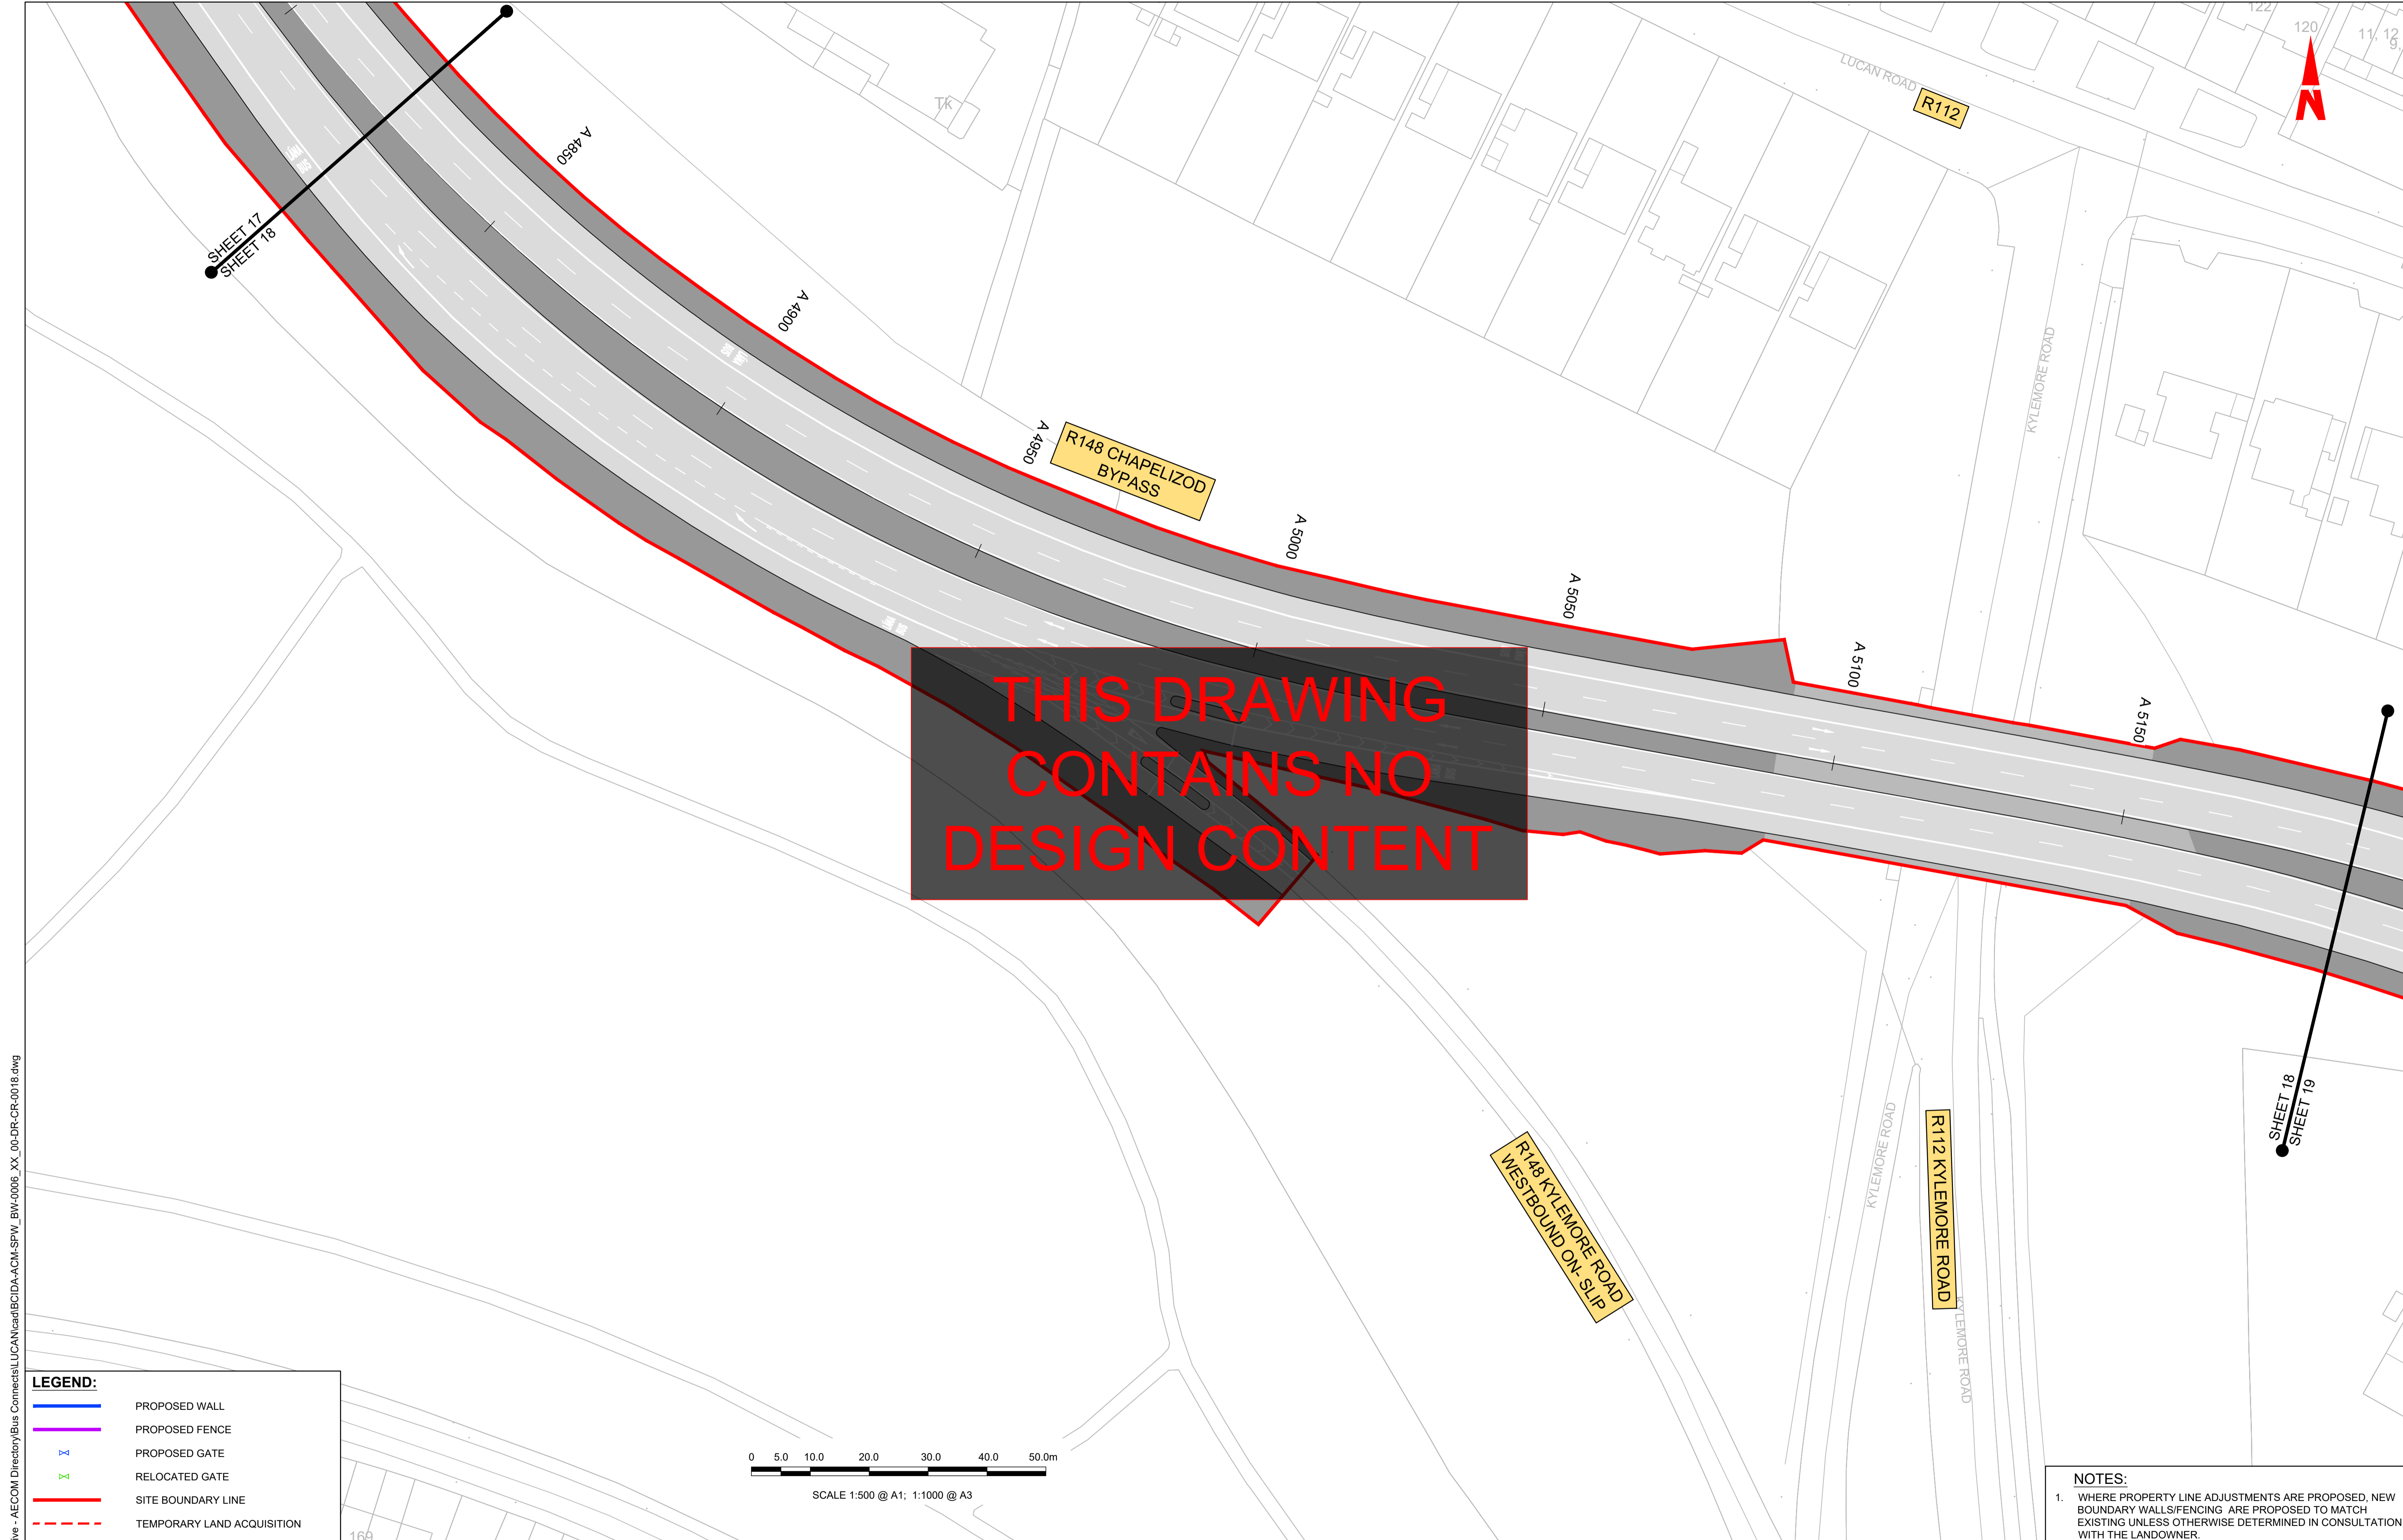 122
120
11, 12
9,
LUCAN ROAD
R112
Tk
A 4850
SHEET 17
SHEET 18
A 4900
KYLEMORE ROAD
A 4950
R148 CHAPELIZOD
BYPASS
A 5000
A 5050
A 5100
A 5150
THIS DRAWING
CONTAINS NO
DESIGN CONTENT
SHEET 18
SHEET 19
R148 KYLEMORE ROAD
WESTBOUND ON- SLIP
KYLEMORE ROAD
R112 KYLEMORE ROAD
KYLEMORE ROAD
ive - AECOM Directory\Bus Connects\LUCAN\cad\BCIDA-ACM-SPW_BW-0006_XX_00-DR-CR-0018.dwg
LEGEND:
PROPOSED WALL
PROPOSED FENCE
PROPOSED GATE
RELOCATED GATE
SITE BOUNDARY LINE
TEMPORARY LAND ACQUISITION
169
0 5.0 10.0 20.0 30.0 40.0 50.0m
SCALE 1:500 @ A1; 1:1000 @ A3
NOTES:
1. WHERE PROPERTY LINE ADJUSTMENTS ARE PROPOSED, NEW
BOUNDARY WALLS/FENCING ARE PROPOSED TO MATCH
EXISTING UNLESS OTHERWISE DETERMINED IN CONSULTATION
WITH THE LANDOWNER.
N